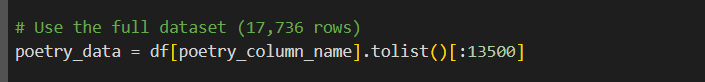 # Use the full dataset (17,736 rows)
poetry_data = df[poetry_column_name].tolist()[:13500]